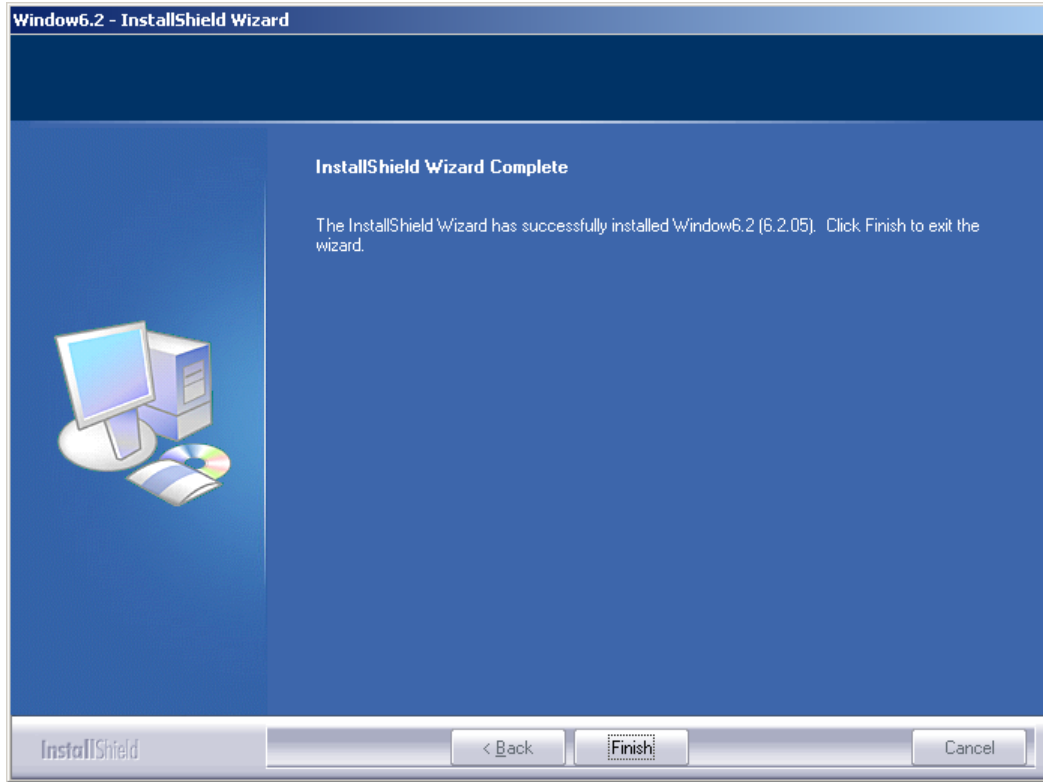 Window6.2 - InstallShield Wizard
InstallShield Wizard Complete
The InstallShield Wizard has successfully installed Window6.2 (6.2.05).  Click Finish to exit the
wizard.
InstallShield
< Back
Finish
Cancel